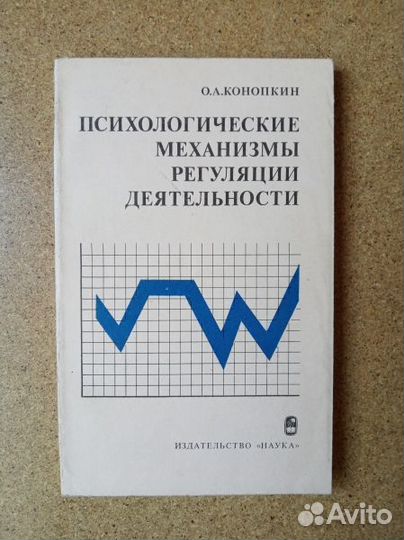 О.А.КОНОПКИН
ПСИХОЛОГИЧЕСКИЕ
МЕХАНИЗМЫ
РЕГУЛЯЦИИ
ДЕЯТЕЛЬНОСТИ
ИЗДАТЕЛЬСТВО «НАУКА»
Avito